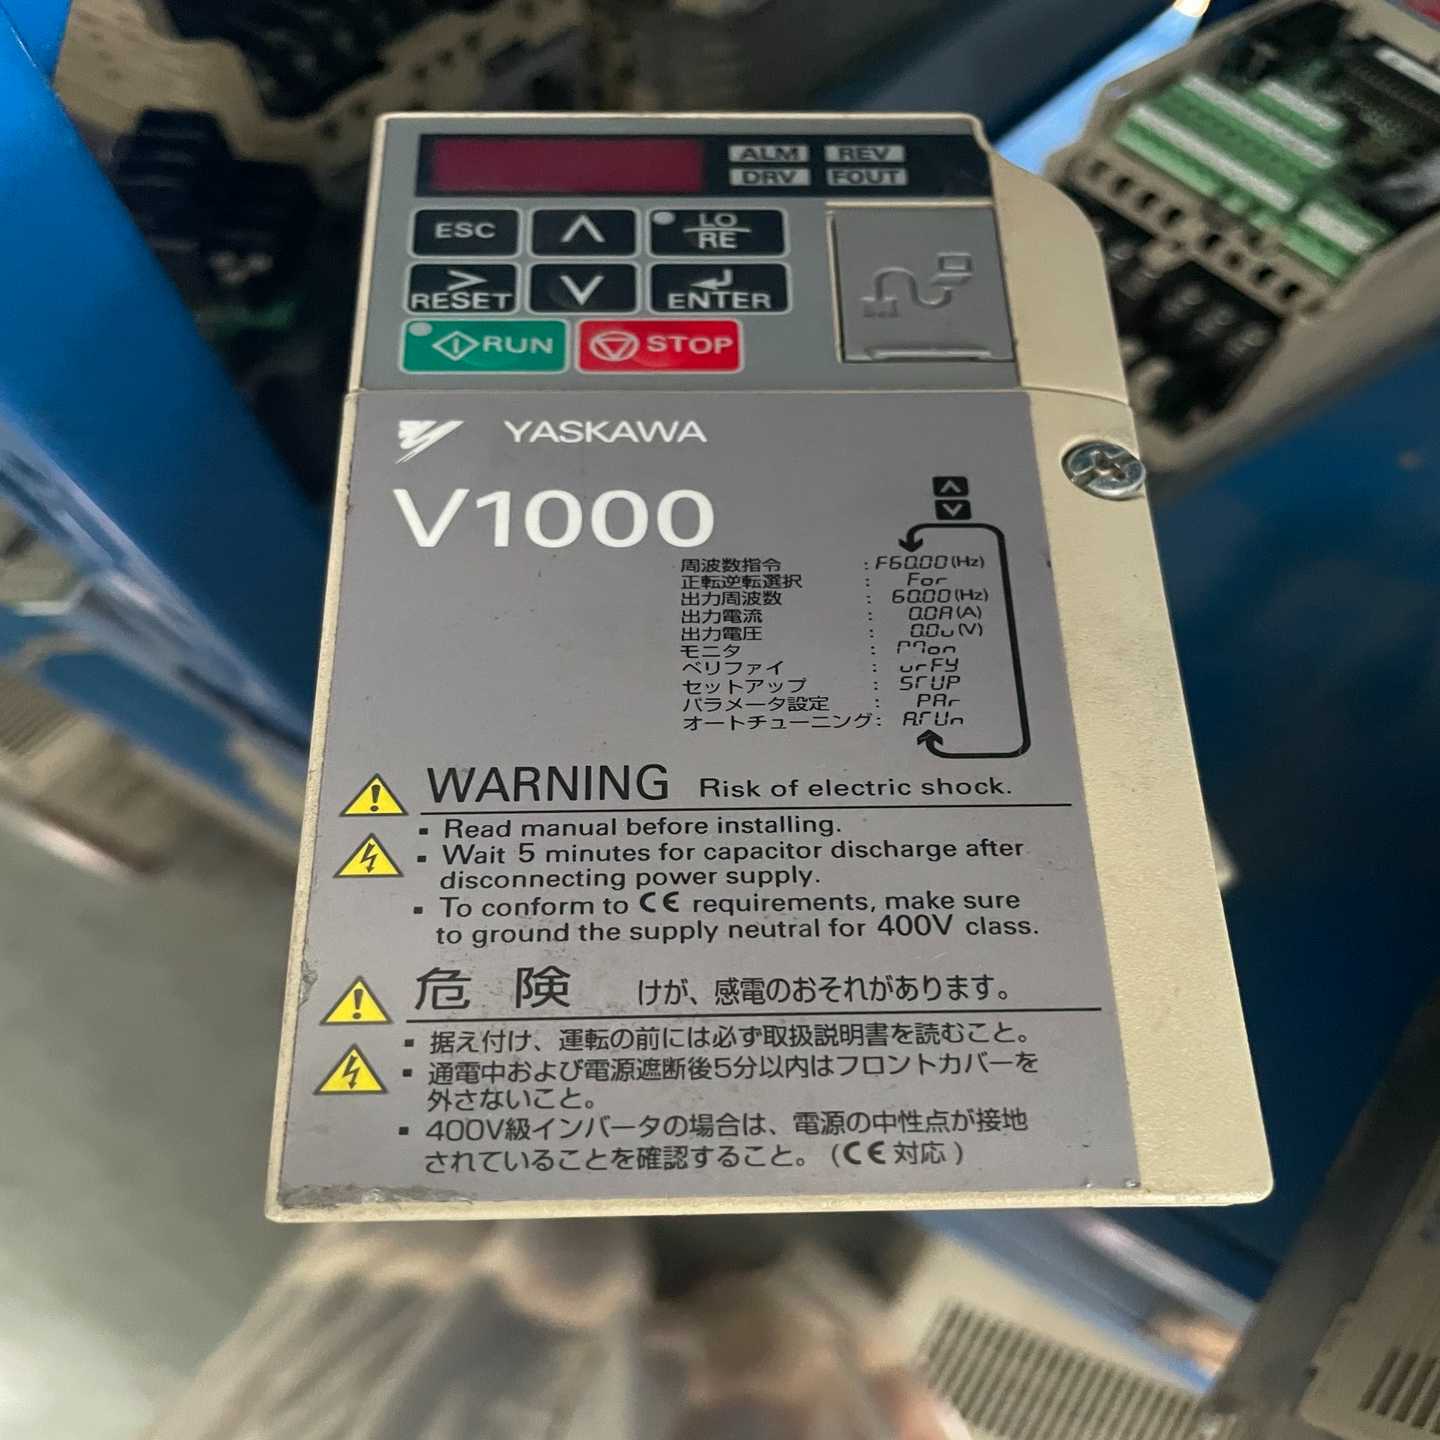 ALM REV
DRV FOUT
ESC LO/RE
RESET ENTER
RUN STOP
YASKAWA
V1000
周波数指令 : F60.00(Hz)
正転逆転選択 : For
出力周波数 : 60.00(Hz)
出力電流 : 0.0A(A)
出力電圧 : 0.0v(V)
モニタ : Mon
ベリファイ : vrFY
セットアップ : STUP
パラメータ設定 : PAr
オートチューニング : A.TUn
WARNING Risk of electric shock.
▪ Read manual before installing.
▪ Wait 5 minutes for capacitor discharge after
disconnecting power supply.
▪ To conform to CE requirements, make sure
to ground the supply neutral for 400V class.
危 険 けが、感電のおそれがあります。
▪ 据え付け、運転の前には必ず取扱説明書を読むこと。
▪ 通電中および電源遮断後5分以内はフロントカバーを
外さないこと。
▪ 400V級インバータの場合は、電源の中性点が接地
されていることを確認すること。(CE対応)